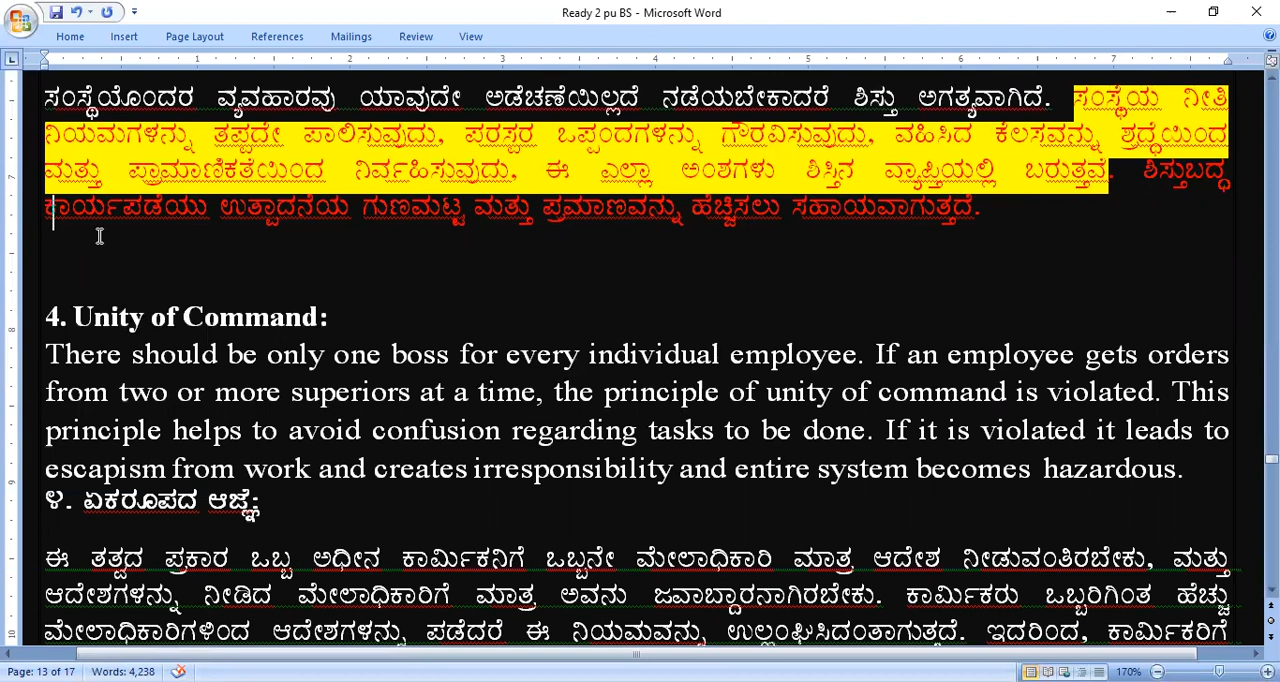 Ready 2 pu BS - Microsoft Word
Home Insert Page Layout References Mailings Review View
1 2 3 4 5 6 7
ಸಂಸ್ಥೆಯೊಂದರ ವ್ಯವಹಾರವು ಯಾವುದೇ ಅಡೆಚಣೆಯಿಲ್ಲದೆ ನಡೆಯಬೇಕಾದರೆ ಶಿಸ್ತು ಅಗತ್ಯವಾಗಿದೆ. ಸಂಸ್ಥೆಯ ನೀತಿ
ನಿಯಮಗಳನ್ನು ತಪ್ಪದೇ ಪಾಲಿಸುವುದು, ಪರಸ್ಪರ ಒಪ್ಪಂದಗಳನ್ನು ಗೌರವಿಸುವುದು, ವಹಿಸಿದ ಕೆಲಸವನ್ನು ಶ್ರದ್ಧೆಯಿಂದ
ಮತ್ತು ಪ್ರಾಮಾಣಿಕತೆಯಿಂದ ನಿರ್ವಹಿಸುವುದು, ಈ ಎಲ್ಲಾ ಅಂಶಗಳು ಶಿಸ್ತಿನ ವ್ಯಾಪ್ತಿಯಲ್ಲಿ ಬರುತ್ತವೆ. ಶಿಸ್ತುಬದ್ಧ
ಕಾರ್ಯಪಡೆಯು ಉತ್ಪಾದನೆಯ ಗುಣಮಟ್ಟ ಮತ್ತು ಪ್ರಮಾಣವನ್ನು ಹೆಚ್ಚಿಸಲು ಸಹಾಯವಾಗುತ್ತದೆ.
4. Unity of Command:
There should be only one boss for every individual employee. If an employee gets orders
from two or more superiors at a time, the principle of unity of command is violated. This
principle helps to avoid confusion regarding tasks to be done. If it is violated it leads to
escapism from work and creates irresponsibility and entire system becomes hazardous.
೪. ಏಕರೂಪದ ಆಜ್ಞೆ:
ಈ ತತ್ವದ ಪ್ರಕಾರ ಒಬ್ಬ ಅಧೀನ ಕಾರ್ಮಿಕನಿಗೆ ಒಬ್ಬನೇ ಮೇಲಾಧಿಕಾರಿ ಮಾತ್ರ ಆದೇಶ ನೀಡುವಂತಿರಬೇಕು, ಮತ್ತು
ಆದೇಶಗಳನ್ನು ನೀಡಿದ ಮೇಲಾಧಿಕಾರಿಗೆ ಮಾತ್ರ ಅವನು ಜವಾಬ್ದಾರನಾಗಿರಬೇಕು. ಕಾರ್ಮಿಕರು ಒಬ್ಬರಿಗಿಂತ ಹೆಚ್ಚು
ಮೇಲಾಧಿಕಾರಿಗಳಿಂದ ಆದೇಶಗಳನ್ನು ಪಡೆದರೆ ಈ ನಿಯಮವನ್ನು ಉಲ್ಲಂಘಿಸಿದಂತಾಗುತ್ತದೆ. ಇದರಿಂದ, ಕಾರ್ಮಿಕರಿಗೆ
Page: 13 of 17 Words: 4,238 170%